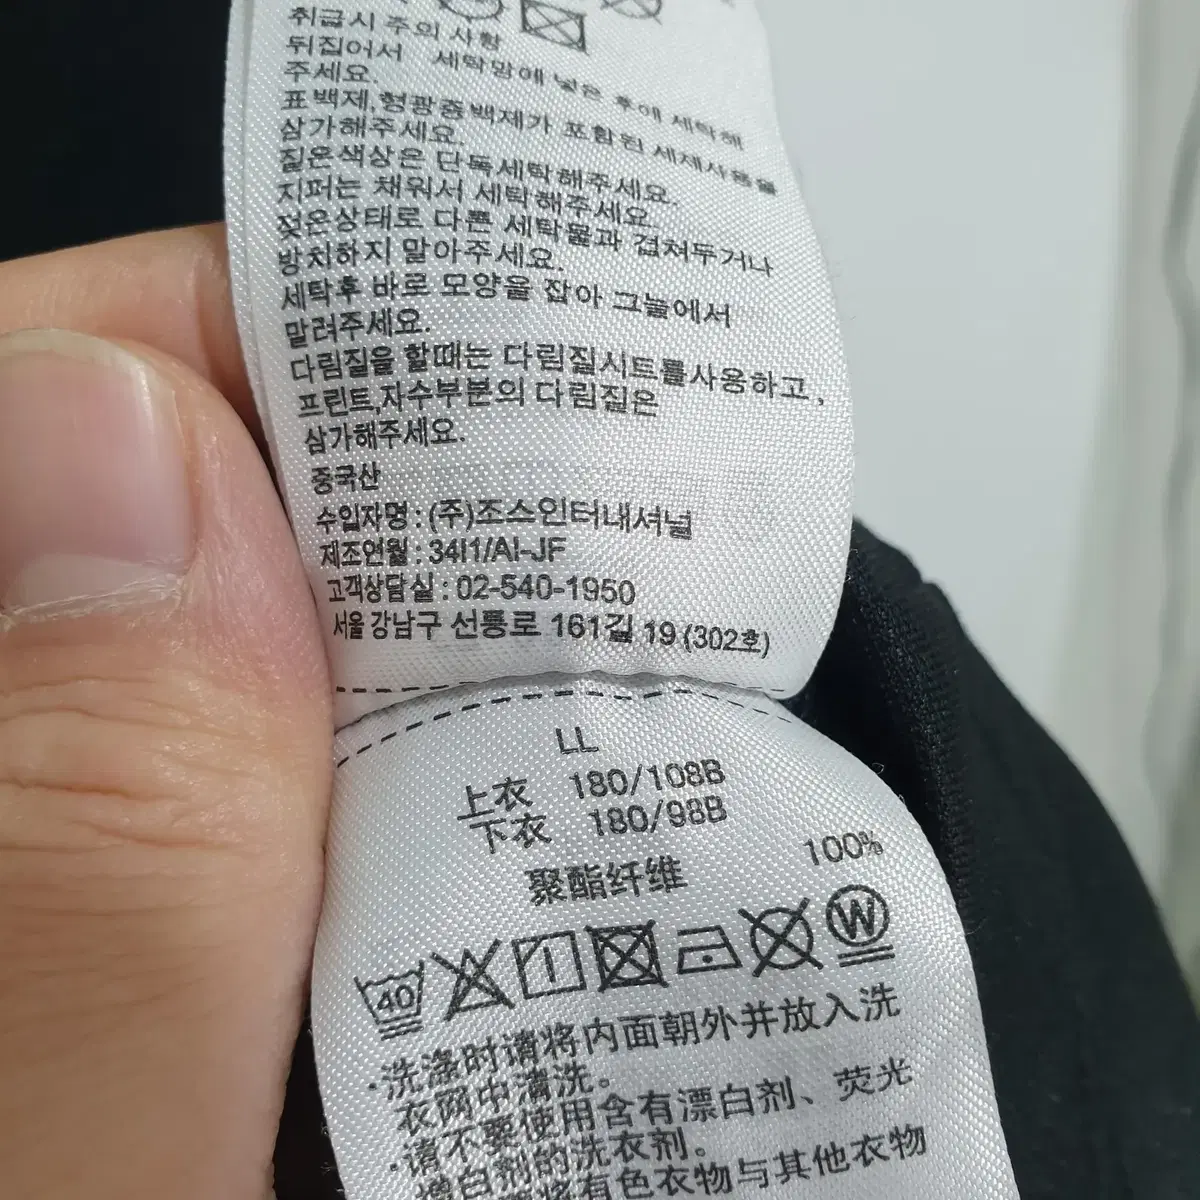 취급시 주의 사항
뒤집어서 세탁망에 넣은 후에 세탁해
주세요.
표백제,형광증백제가 포함된 세제사용을
삼가해주세요.
짙은색상은 단독세탁해주세요.
지퍼는 채워서 세탁해주세요.
젖은상태로 다른 세탁물과 겹쳐두거나
방치하지 말아주세요.
세탁후 바로 모양을 잡아 그늘에서
말려주세요.
다림질을 할때는 다림질시트를사용하고,
프린트,자수부분의 다림질은
삼가해주세요.
중국산
수입자명 : (주)조스인터내셔널
제조연월 : 34I1/AI-JF
고객상담실 : 02-540-1950
서울 강남구 선릉로 161길 19 (302호)
LL
上衣 180/108B
下衣 180/98B
100%
聚酯纤维
40
W
·洗涤时请将内面朝外并放入洗
衣网中清洗。
·请不要使用含有漂白剂、荧光
增白剂的洗衣剂。
将有色衣物与其他衣物